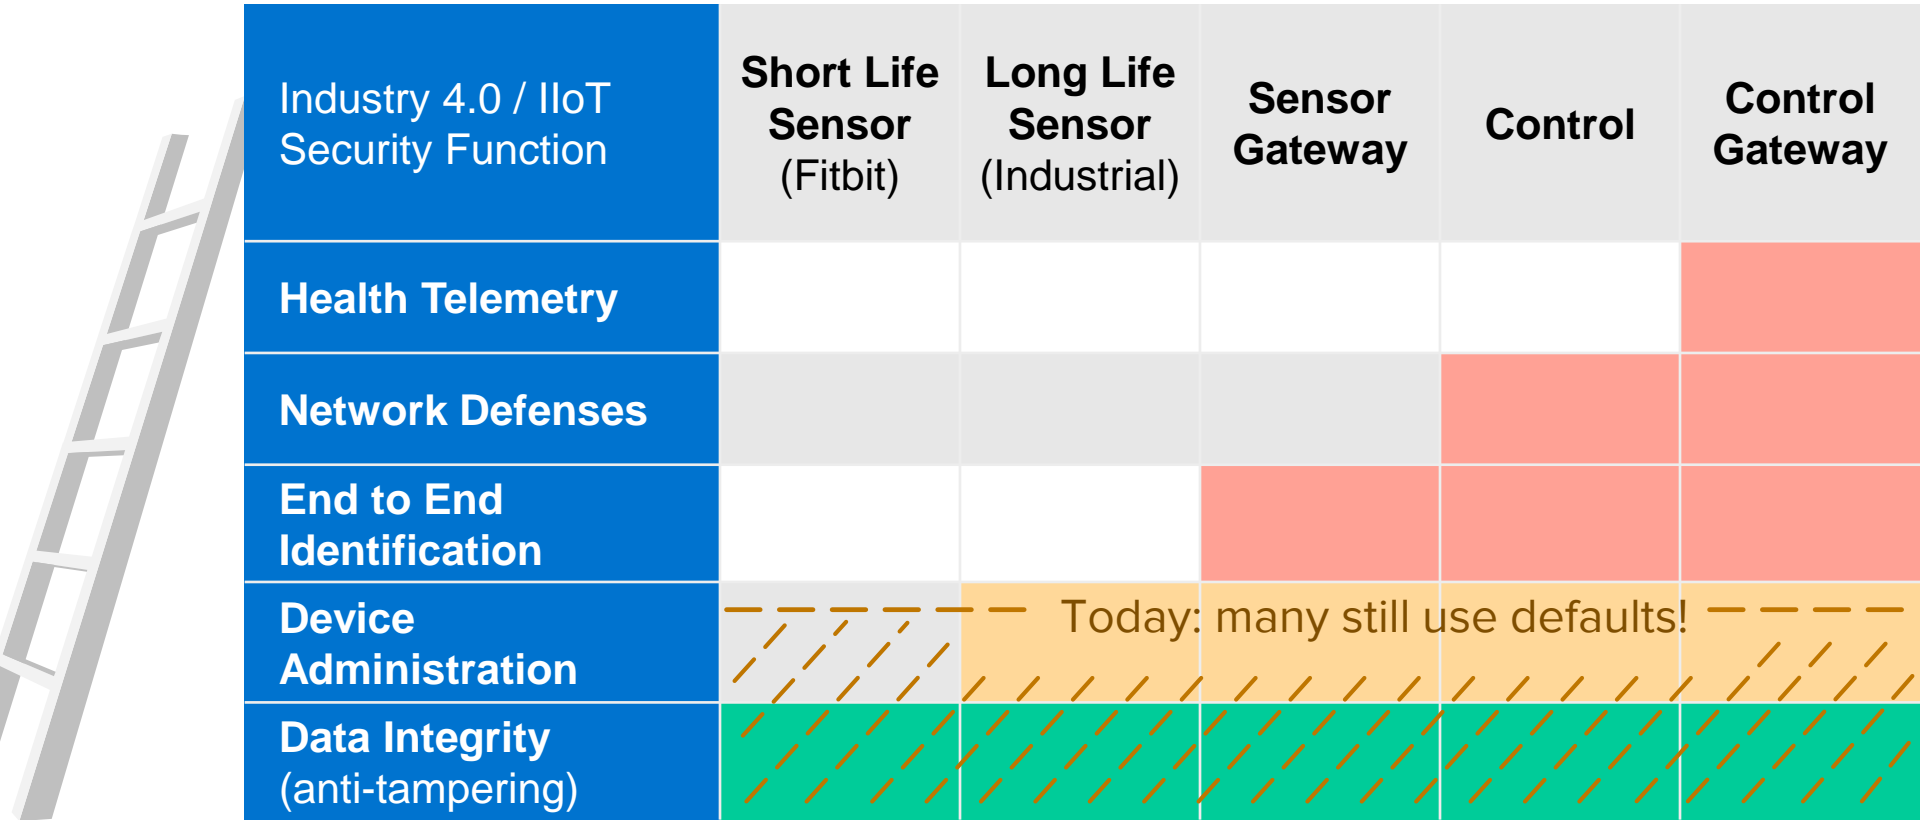 Industry 4.0 / IIoT
Security Function
Short Life
Sensor
(Fitbit)
Long Life
Sensor
(Industrial)
Sensor
Gateway
Control
Control
Gateway
Health Telemetry
Network Defenses
End to End
Identification
Device
Administration
Today: many still use defaults!
Data Integrity
(anti-tampering)